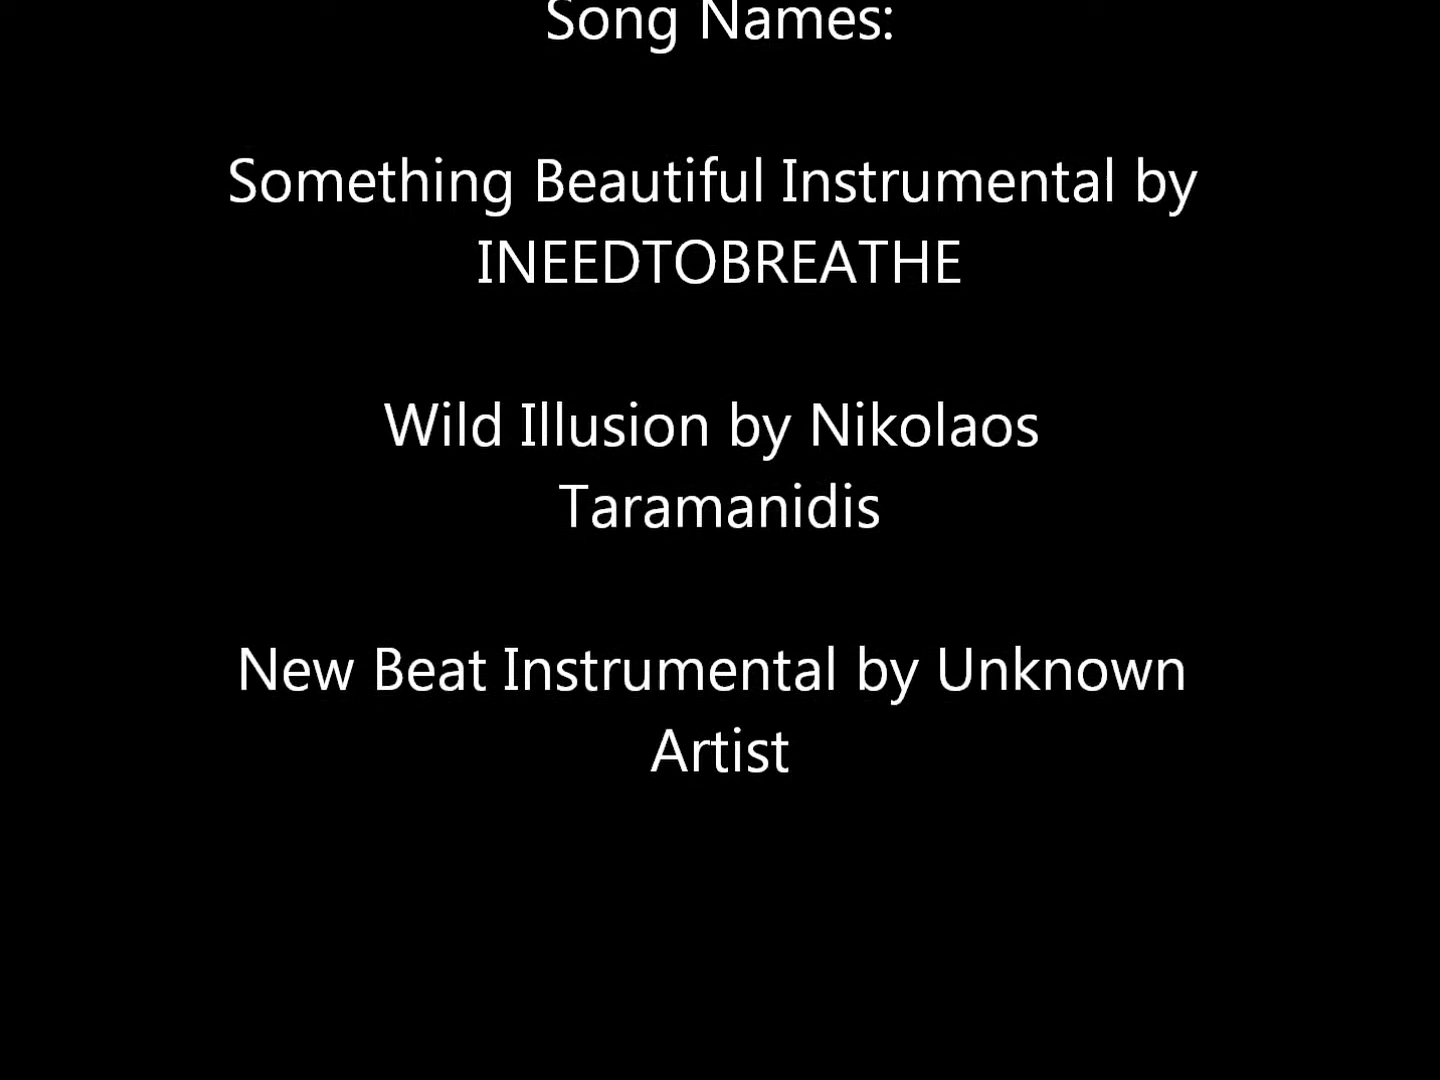 Song Names:
Something Beautiful Instrumental by
INEEDTOBREATHE
Wild Illusion by Nikolaos
Taramanidis
New Beat Instrumental by Unknown
Artist